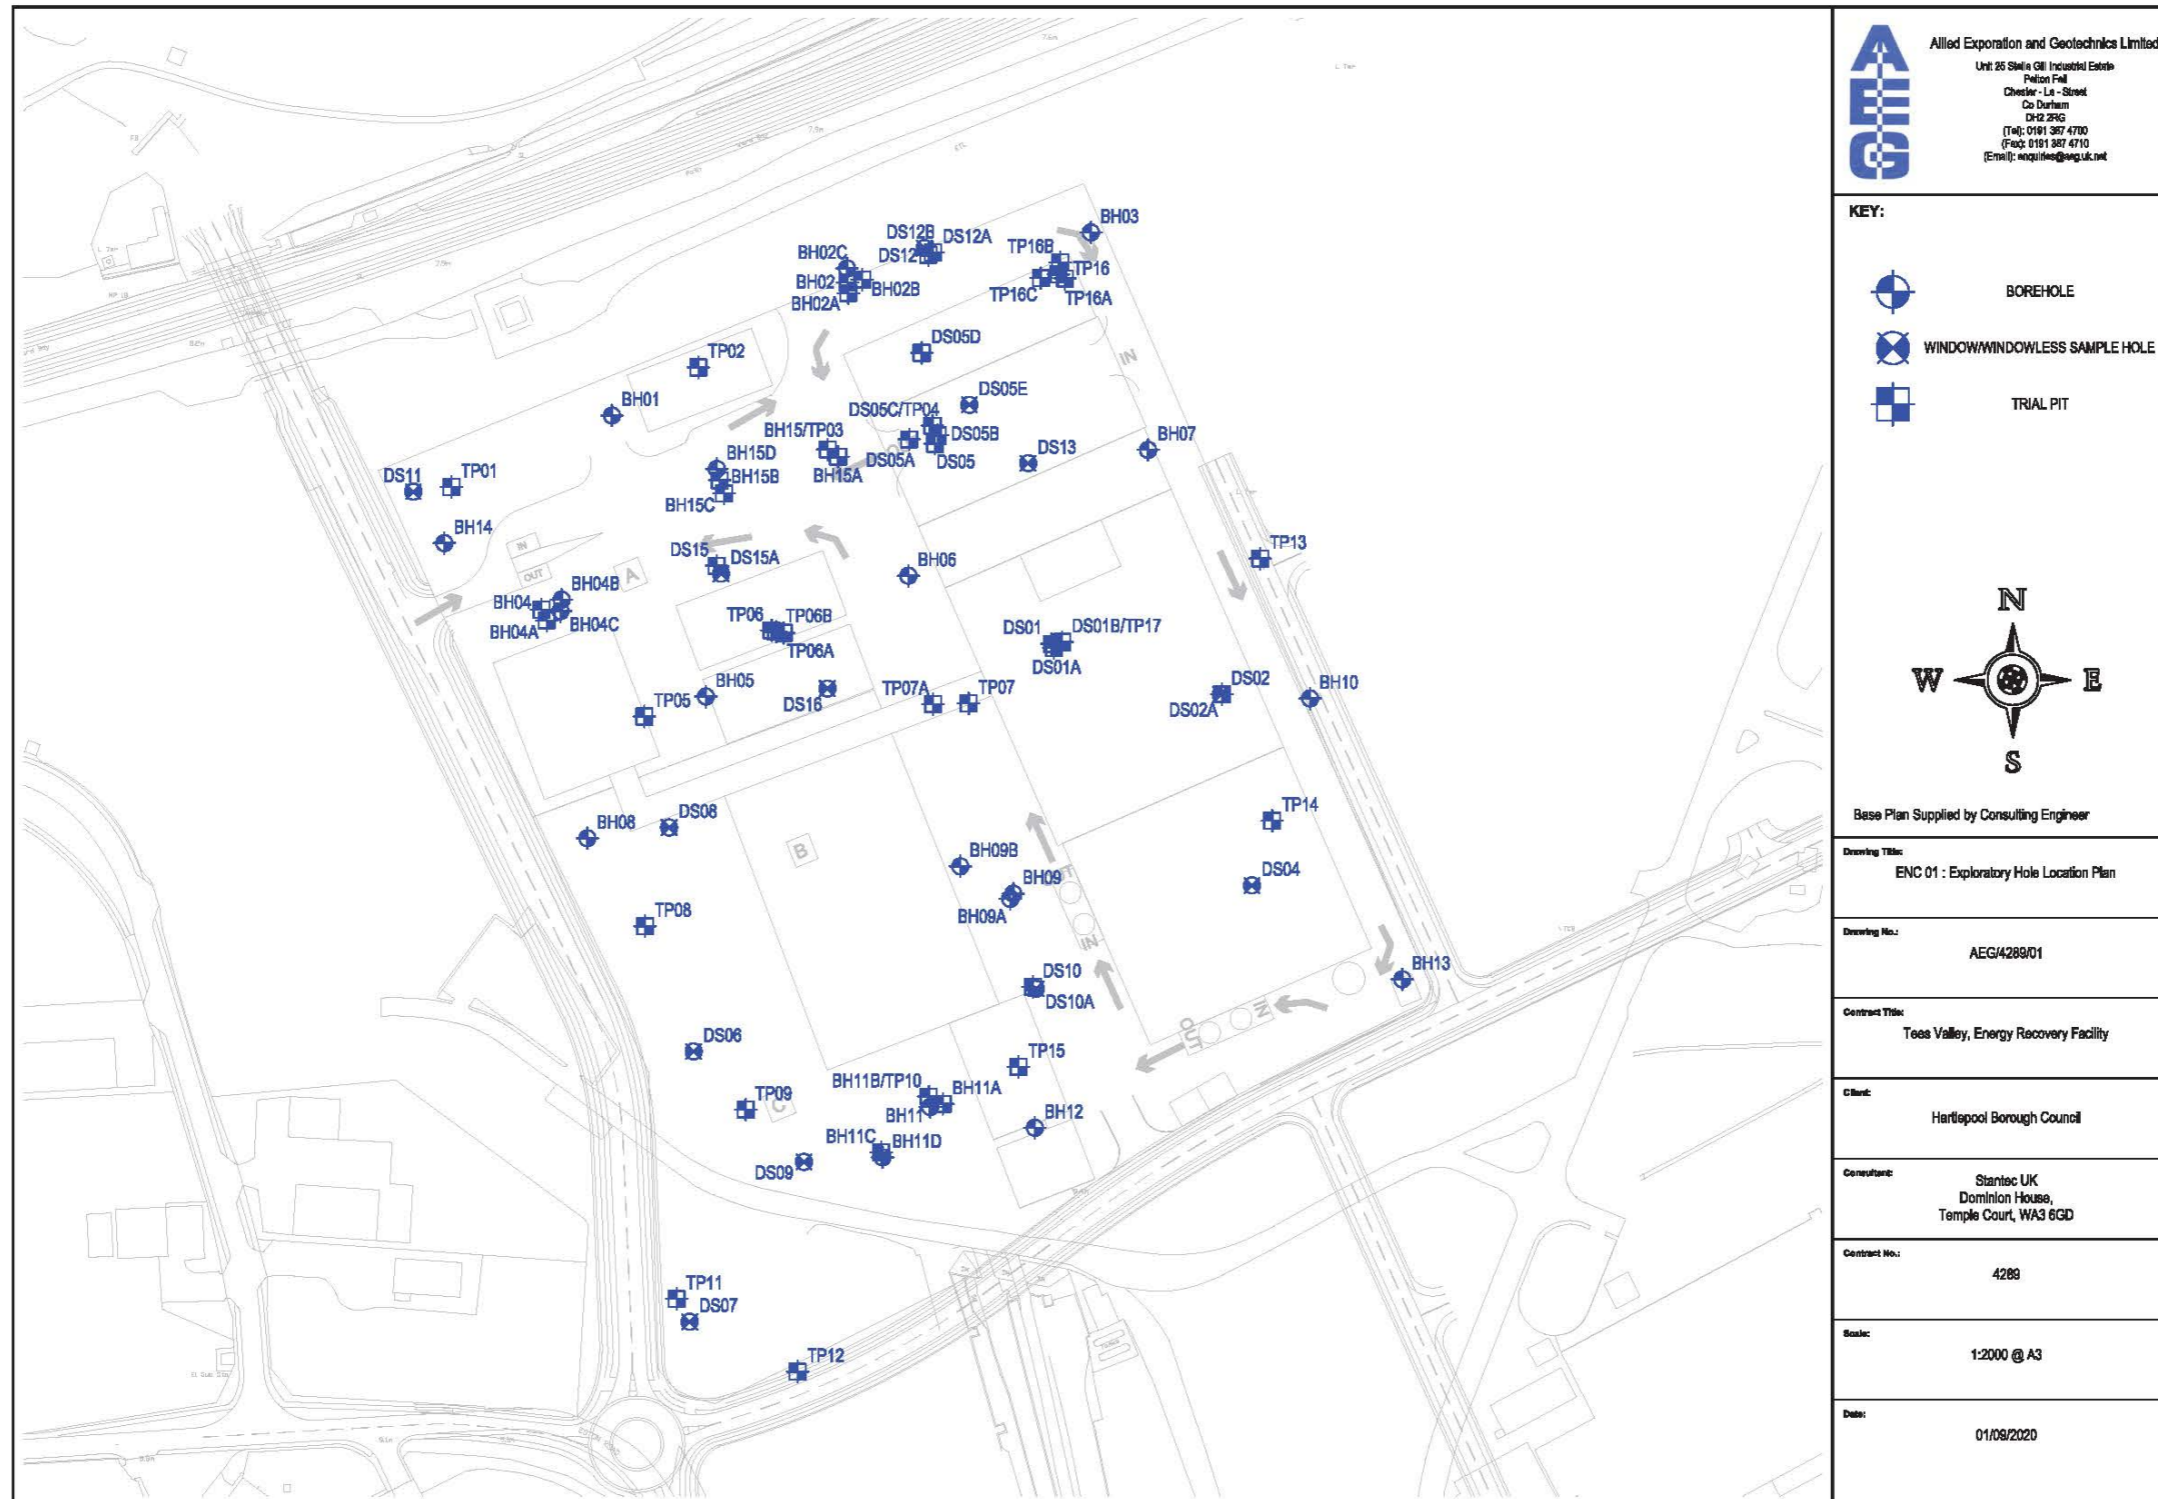 BH03
DS12B
DS12A
DS12
BH02C
BH02
BH02B
BH02A
TP16B
TP16
TP16C
TP16A
DS05D
IN
TP02
BH01
DS05E
DS05C/TP04
DS05B
DS05A
DS05
BH15/TP03
BH15A
DS13
BH07
BH15D
BH15B
BH15C
DS11
TP01
BH14
IN
OUT
A
DS15
DS15A
BH06
TP13
BH04B
BH04
BH04A
BH04C
TP06
TP06B
TP06A
DS01
DS01B/TP17
DS01A
BH05
TP05
DS16
TP07A
TP07
DS02
DS02A
BH10
BH08
DS08
B
TP14
BH09B
BH09
BH09A
DS04
TP08
IN
BH13
DS10
DS10A
IN
OUT
DS06
TP15
TP09
C
BH11B/TP10
BH11A
BH11
BH12
BH11C
BH11D
DS09
TP11
DS07
TP12
AEG
Allied Exporation and Geotechnics Limited
Unit 25 Stella Gill Industrial Estate
Pelton Fell
Chester - Le - Street
Co Durham
DH2 2RG
(Tel): 0191 387 4700
(Fax): 0191 387 4710
(Email): enquiries@aeg.uk.net
KEY:
BOREHOLE
WINDOW/WINDOWLESS SAMPLE HOLE
TRIAL PIT
N
W E
S
Base Plan Supplied by Consulting Engineer
Drawing Title:
ENC 01 : Exploratory Hole Location Plan
Drawing No.:
AEG/4289/01
Contract Title:
Tees Valley, Energy Recovery Facility
Client:
Hartlepool Borough Council
Consultant:
Stantec UK
Dominion House,
Temple Court, WA3 6GD
Contract No.:
4289
Scale:
1:2000 @ A3
Date:
01/09/2020